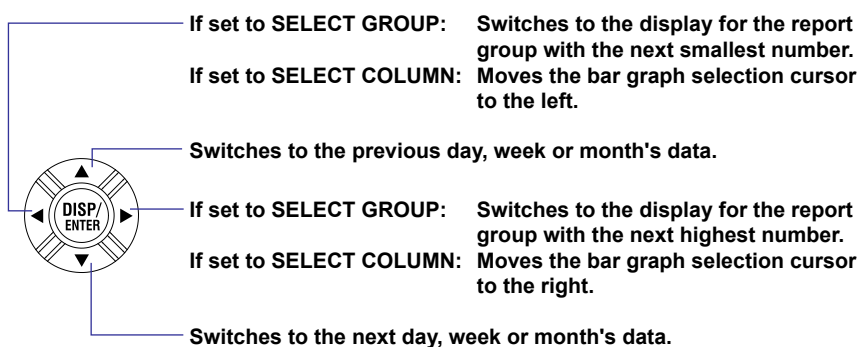 If set to SELECT GROUP: Switches to the display for the report
group with the next smallest number.
If set to SELECT COLUMN: Moves the bar graph selection cursor
to the left.
Switches to the previous day, week or month's data.
DISP/
ENTER
If set to SELECT GROUP: Switches to the display for the report
group with the next highest number.
If set to SELECT COLUMN: Moves the bar graph selection cursor
to the right.
Switches to the next day, week or month's data.